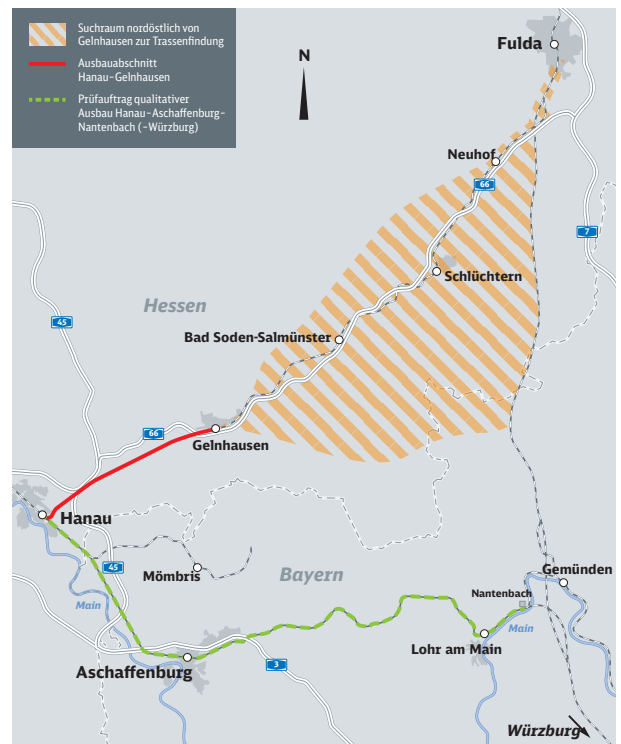 Suchraum nordöstlich von
Gelnhausen zur Trassenfindung
Ausbauabschnitt
Hanau–Gelnhausen
Prüfauftrag qualitativer
Ausbau Hanau–Aschaffenburg–
Nantenbach (–Würzburg)
N
Fulda
Neuhof
66
7
Schlüchtern
Hessen
45
Bad Soden-Salmünster
66
Gelnhausen
Hanau
45
Mömbris
Bayern
Gemünden
Nantenbach
Main
Main
Lohr am Main
3
Aschaffenburg
Würzburg